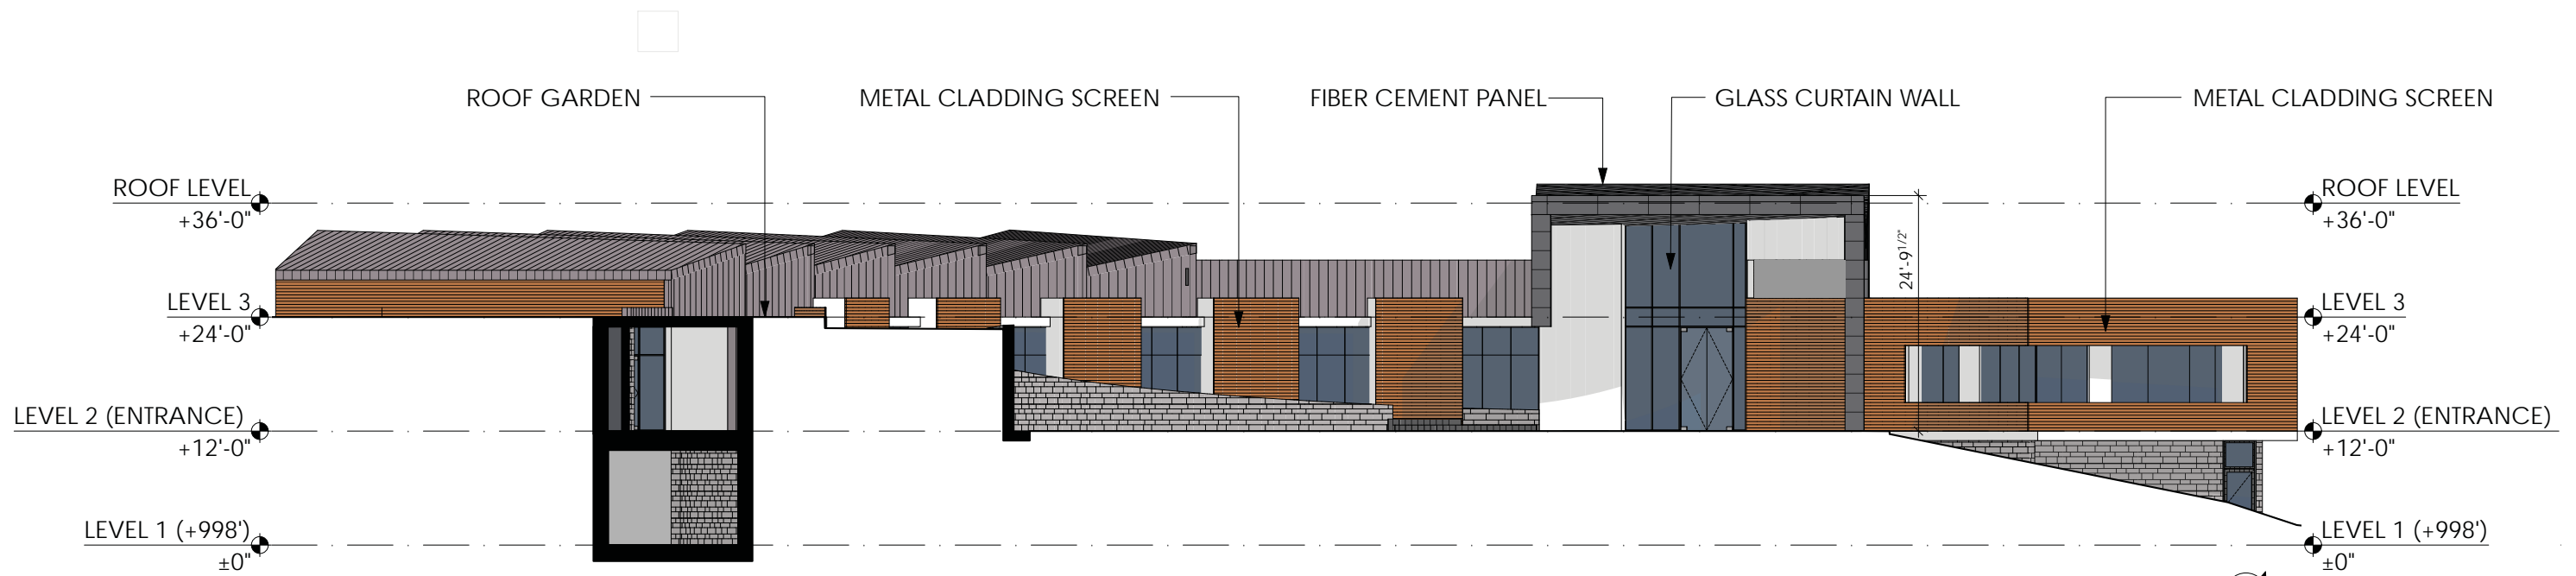 ROOF GARDEN
METAL CLADDING SCREEN
FIBER CEMENT PANEL
GLASS CURTAIN WALL
METAL CLADDING SCREEN
ROOF LEVEL
+36'-0"
ROOF LEVEL
+36'-0"
24'-9 1/2"
LEVEL 3
+24'-0"
LEVEL 3
+24'-0"
LEVEL 2 (ENTRANCE)
+12'-0"
LEVEL 2 (ENTRANCE)
+12'-0"
LEVEL 1 (+998')
±0"
LEVEL 1 (+998')
±0"